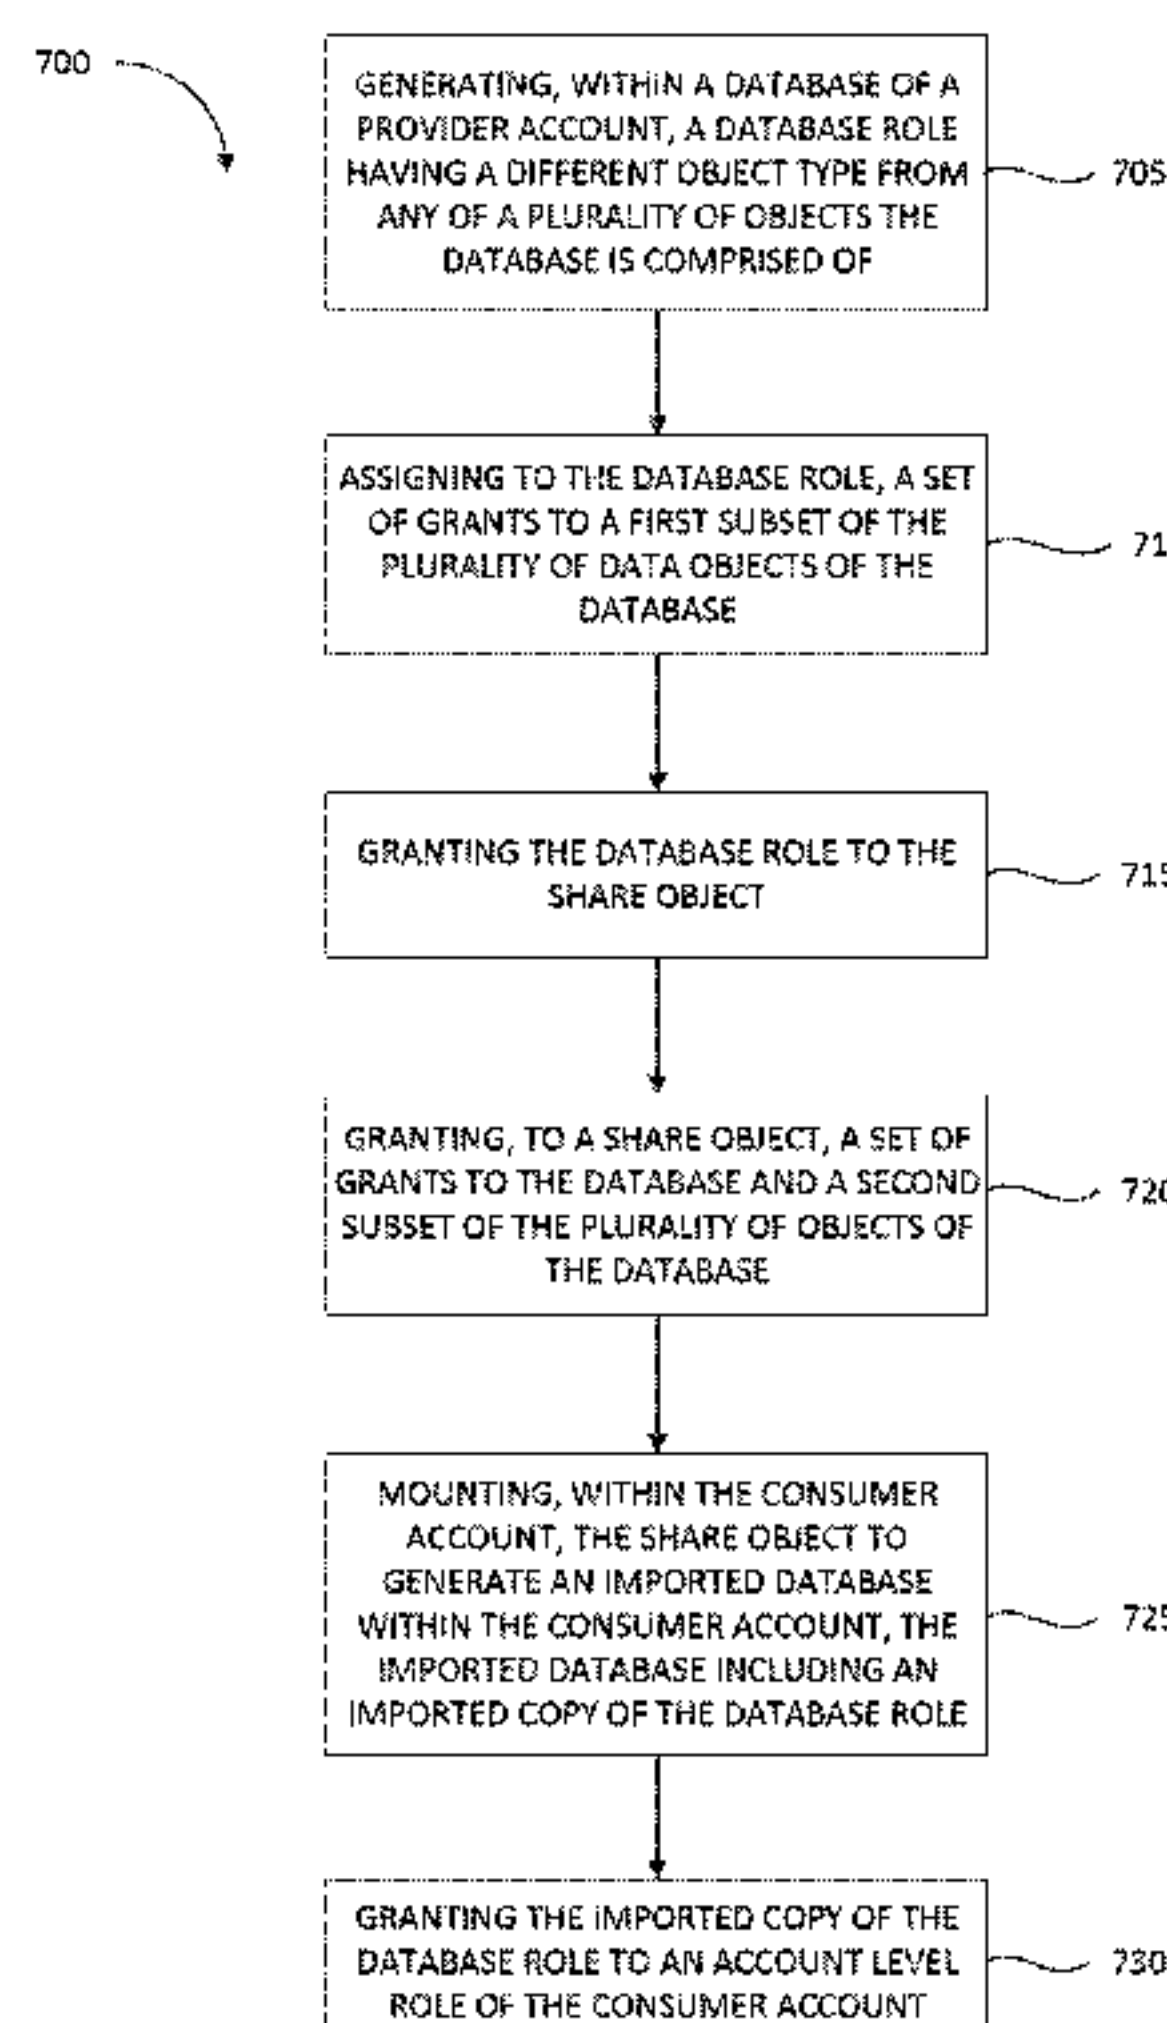 700
GENERATING, WITHIN A DATABASE OF A
PROVIDER ACCOUNT, A DATABASE ROLE
HAVING A DIFFERENT OBJECT TYPE FROM
ANY OF A PLURALITY OF OBJECTS THE
DATABASE IS COMPRISED OF
705
ASSIGNING TO THE DATABASE ROLE, A SET
OF GRANTS TO A FIRST SUBSET OF THE
PLURALITY OF DATA OBJECTS OF THE
DATABASE
71
GRANTING THE DATABASE ROLE TO THE
SHARE OBJECT
715
GRANTING, TO A SHARE OBJECT, A SET OF
GRANTS TO THE DATABASE AND A SECOND
SUBSET OF THE PLURALITY OF OBJECTS OF
THE DATABASE
720
MOUNTING, WITHIN THE CONSUMER
ACCOUNT, THE SHARE OBJECT TO
GENERATE AN IMPORTED DATABASE
WITHIN THE CONSUMER ACCOUNT, THE
IMPORTED DATABASE INCLUDING AN
IMPORTED COPY OF THE DATABASE ROLE
725
GRANTING THE IMPORTED COPY OF THE
DATABASE ROLE TO AN ACCOUNT LEVEL
ROLE OF THE CONSUMER ACCOUNT
730